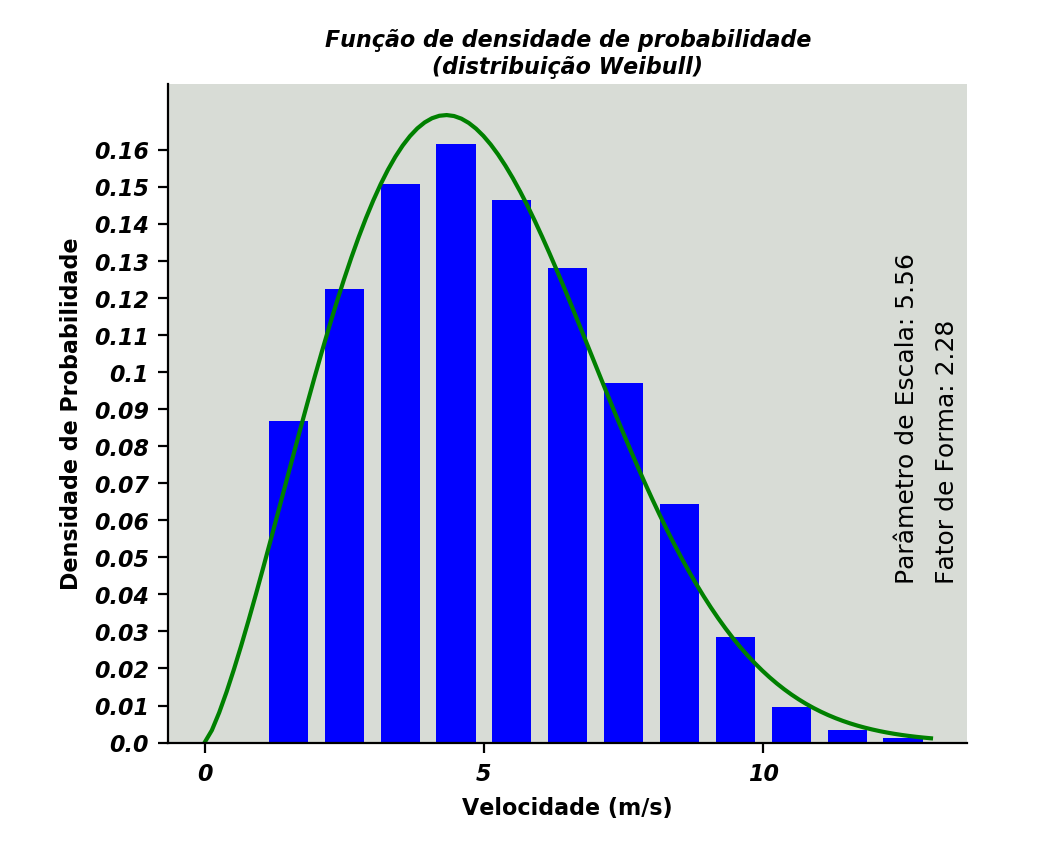 Função de densidade de probabilidade
(distribuição Weibull)
0.16
0.15
0.14
0.13
0.12
0.11
0.1
0.09
0.08
0.07
0.06
0.05
0.04
0.03
0.02
0.01
0.0
Densidade de Probabilidade
Parâmetro de Escala: 5.56
Fator de Forma: 2.28
0 5 10
Velocidade (m/s)